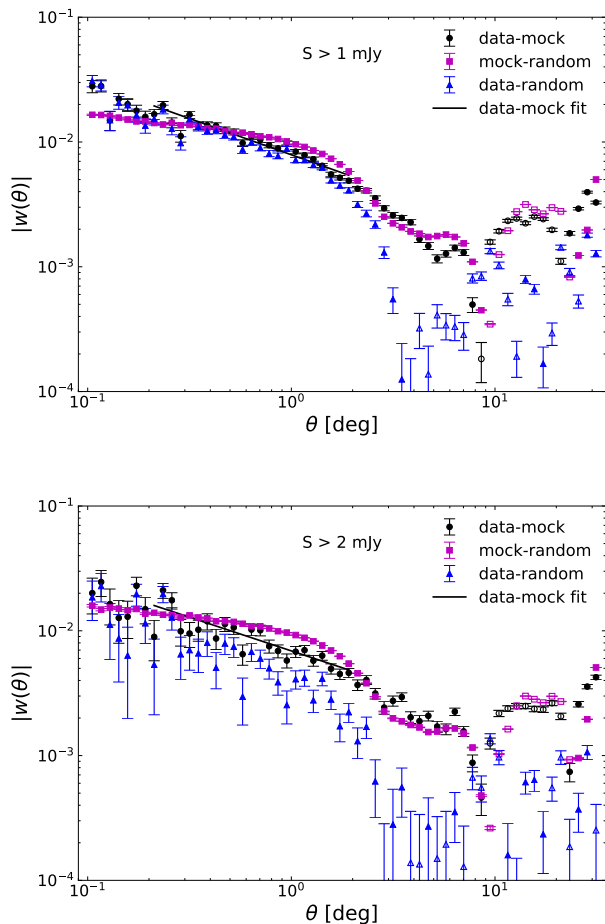 10⁻¹
S > 1 mJy
data-mock
mock-random
data-random
data-mock fit
10⁻²
|w(θ)|
10⁻³
10⁻⁴
10⁻¹ 10⁰ 10¹
θ [deg]
10⁻¹
S > 2 mJy
data-mock
mock-random
data-random
data-mock fit
10⁻²
|w(θ)|
10⁻³
10⁻⁴
10⁻¹ 10⁰ 10¹
θ [deg]